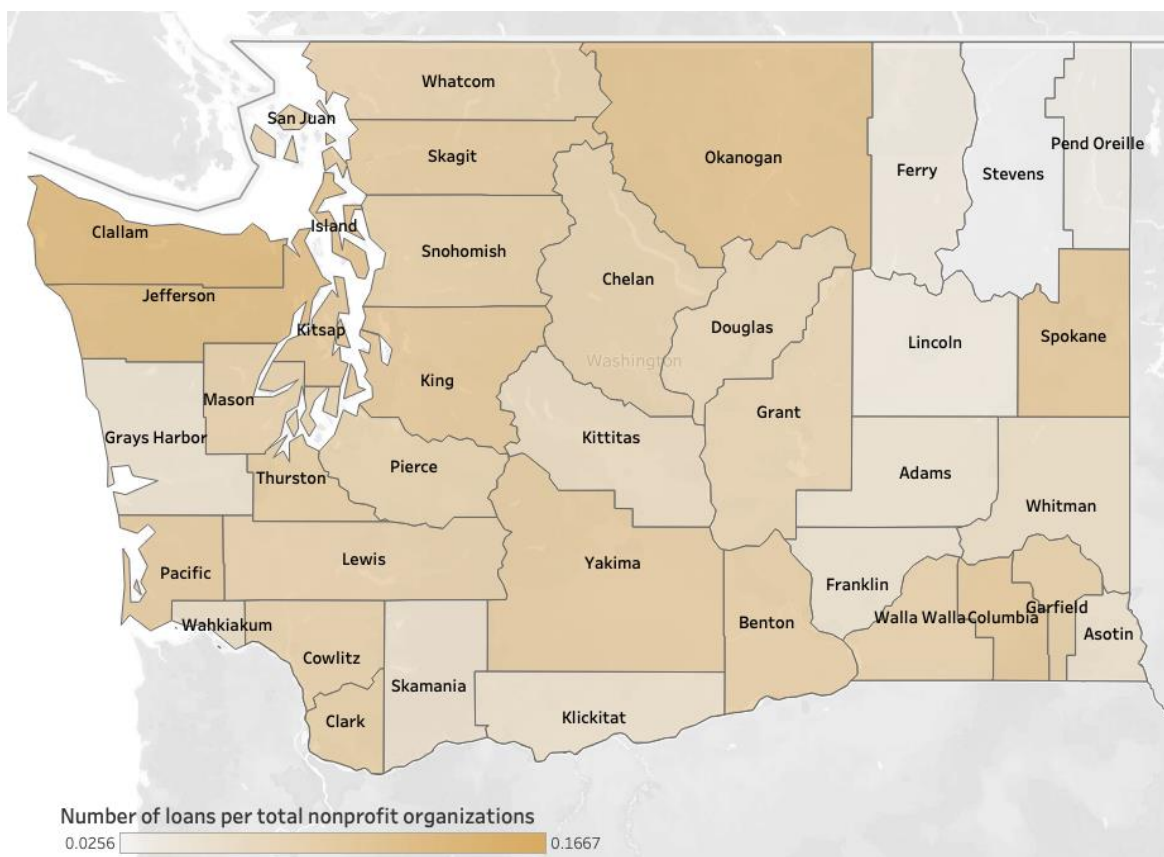 Whatcom
San Juan
Skagit
Okanogan
Ferry
Stevens
Pend Oreille
Clallam
Island
Snohomish
Chelan
Jefferson
Kitsap
Douglas
Lincoln
Spokane
Washington
King
Mason
Grant
Grays Harbor
Kittitas
Pierce
Thurston
Adams
Whitman
Lewis
Yakima
Pacific
Franklin
Wahkiakum
Benton
Walla Walla
Columbia
Garfield
Asotin
Cowlitz
Skamania
Clark
Klickitat
Number of loans per total nonprofit organizations
0.0256 0.1667